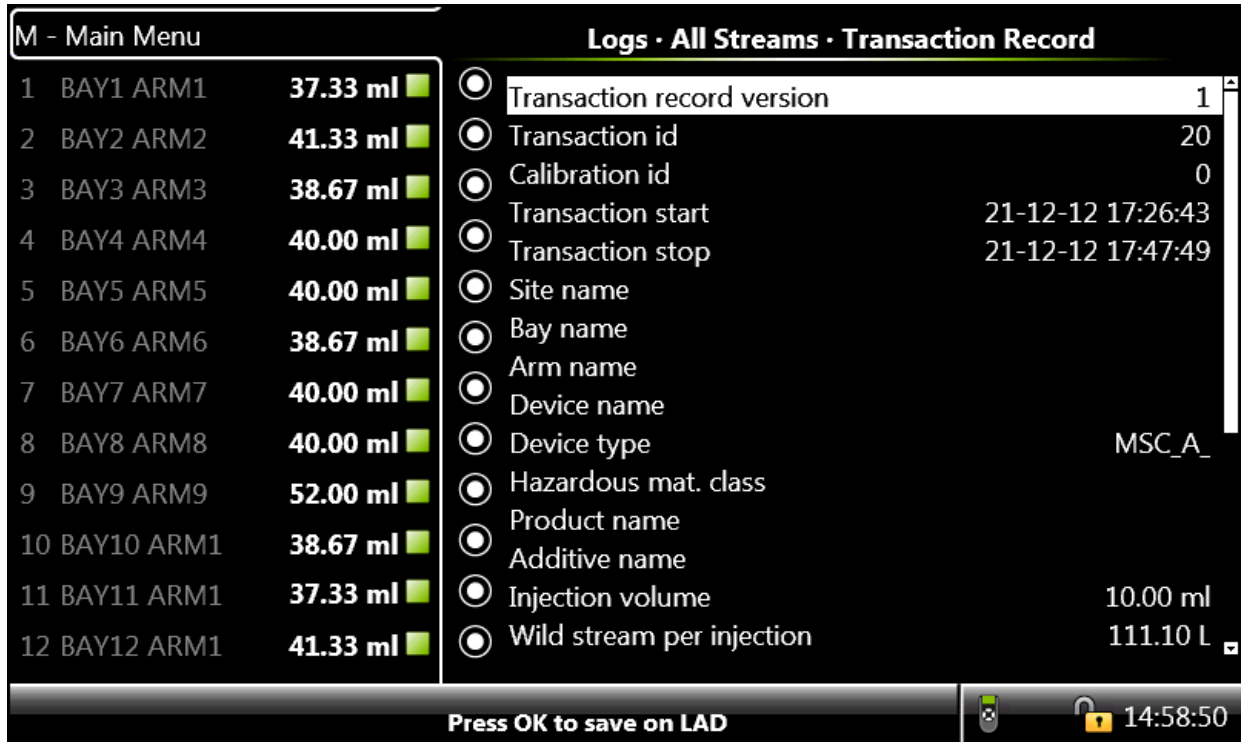 M - Main Menu
Logs · All Streams · Transaction Record
1 BAY1 ARM1 37.33 ml
2 BAY2 ARM2 41.33 ml
3 BAY3 ARM3 38.67 ml
4 BAY4 ARM4 40.00 ml
5 BAY5 ARM5 40.00 ml
6 BAY6 ARM6 38.67 ml
7 BAY7 ARM7 40.00 ml
8 BAY8 ARM8 40.00 ml
9 BAY9 ARM9 52.00 ml
10 BAY10 ARM1 38.67 ml
11 BAY11 ARM1 37.33 ml
12 BAY12 ARM1 41.33 ml
Transaction record version 1
Transaction id 20
Calibration id 0
Transaction start 21-12-12 17:26:43
Transaction stop 21-12-12 17:47:49
Site name
Bay name
Arm name
Device name
Device type MSC_A_
Hazardous mat. class
Product name
Additive name
Injection volume 10.00 ml
Wild stream per injection 111.10 L
Press OK to save on LAD
14:58:50